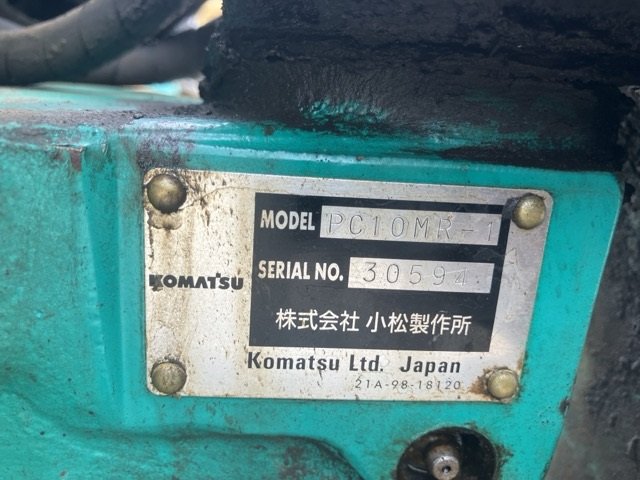 MODEL PC10MR-1
KOMATSU
SERIAL NO. 30594
株式会社 小松製作所
Komatsu Ltd. Japan
21A-98-18120